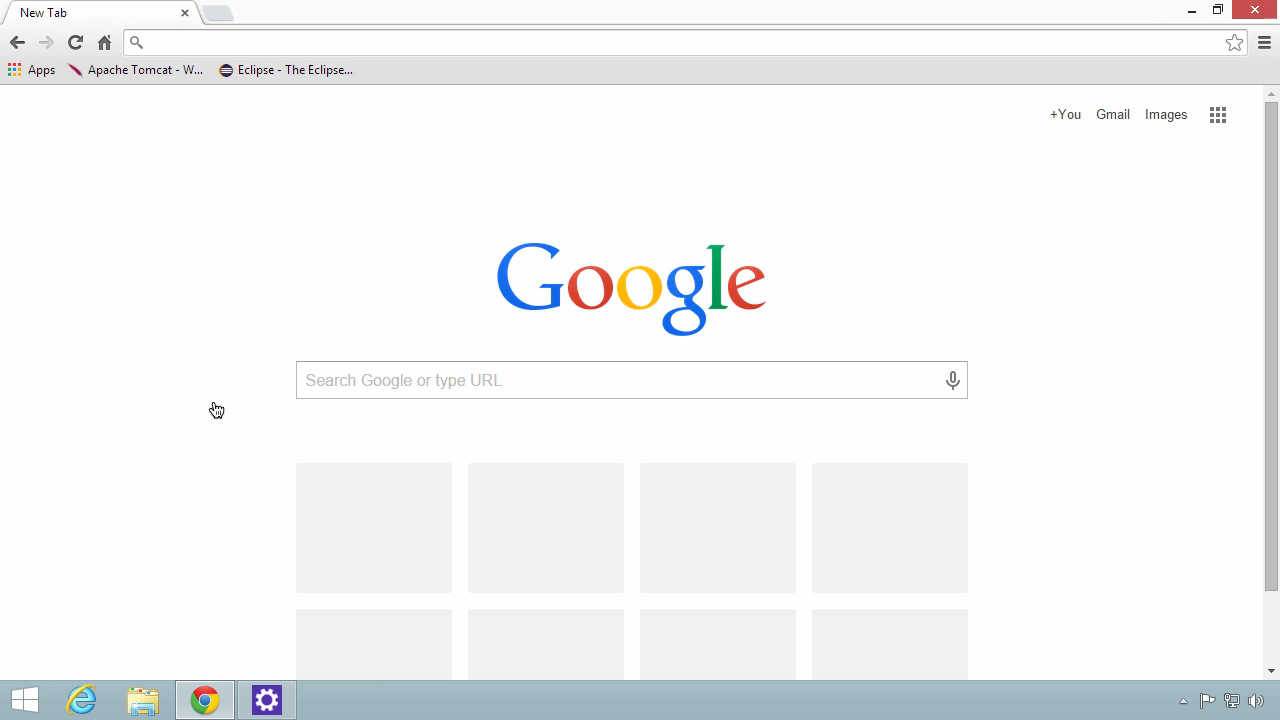 New Tab
Apps
Apache Tomcat - W...
Eclipse - The Eclipse...
+You
Gmail
Images
Google
Search Google or type URL